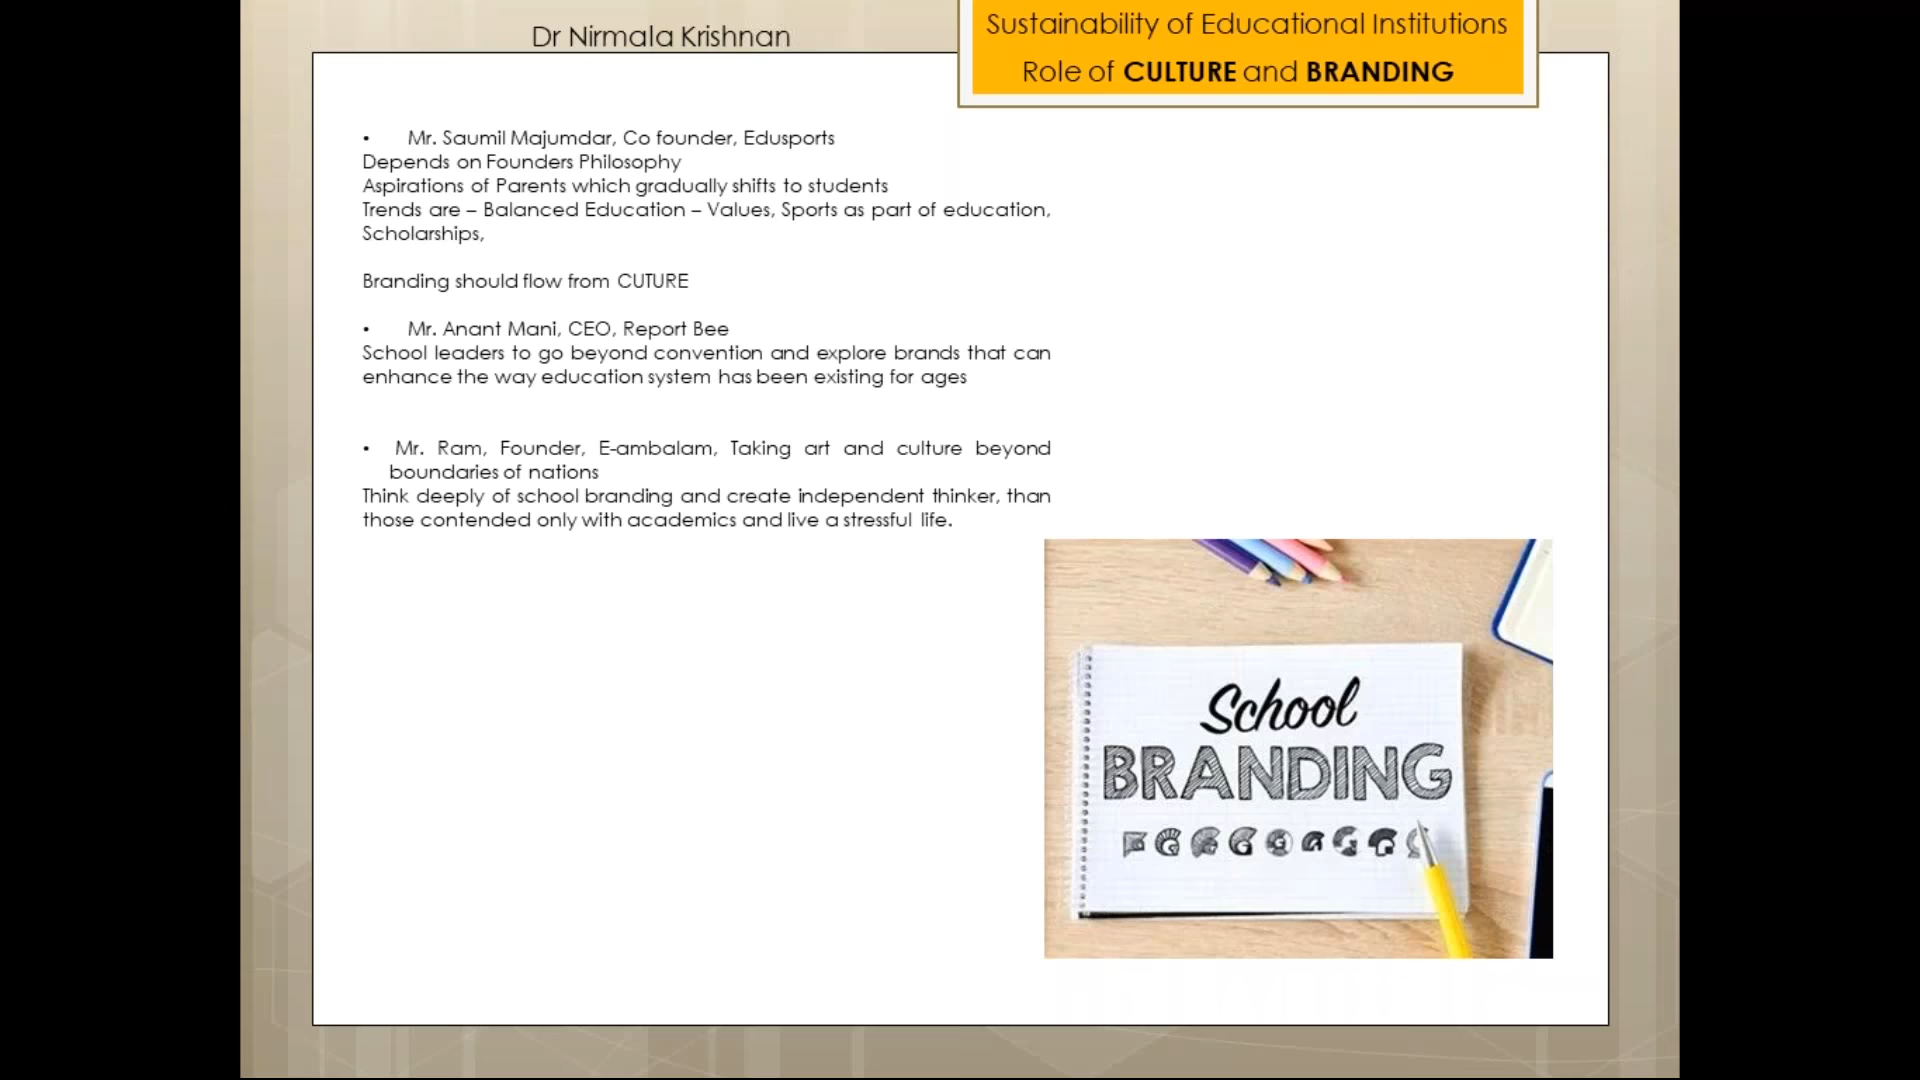 Dr Nirmala Krishnan
Sustainability of Educational Institutions
Role of CULTURE and BRANDING
• Mr. Saumil Majumdar, Co founder, Edusports
Depends on Founders Philosophy
Aspirations of Parents which gradually shifts to students
Trends are – Balanced Education – Values, Sports as part of education,
Scholarships,
Branding should flow from CUTURE
• Mr. Anant Mani, CEO, Report Bee
School leaders to go beyond convention and explore brands that can
enhance the way education system has been existing for ages
• Mr. Ram, Founder, E-ambalam, Taking art and culture beyond
boundaries of nations
Think deeply of school branding and create independent thinker, than
those contended only with academics and live a stressful life.
School
BRANDING